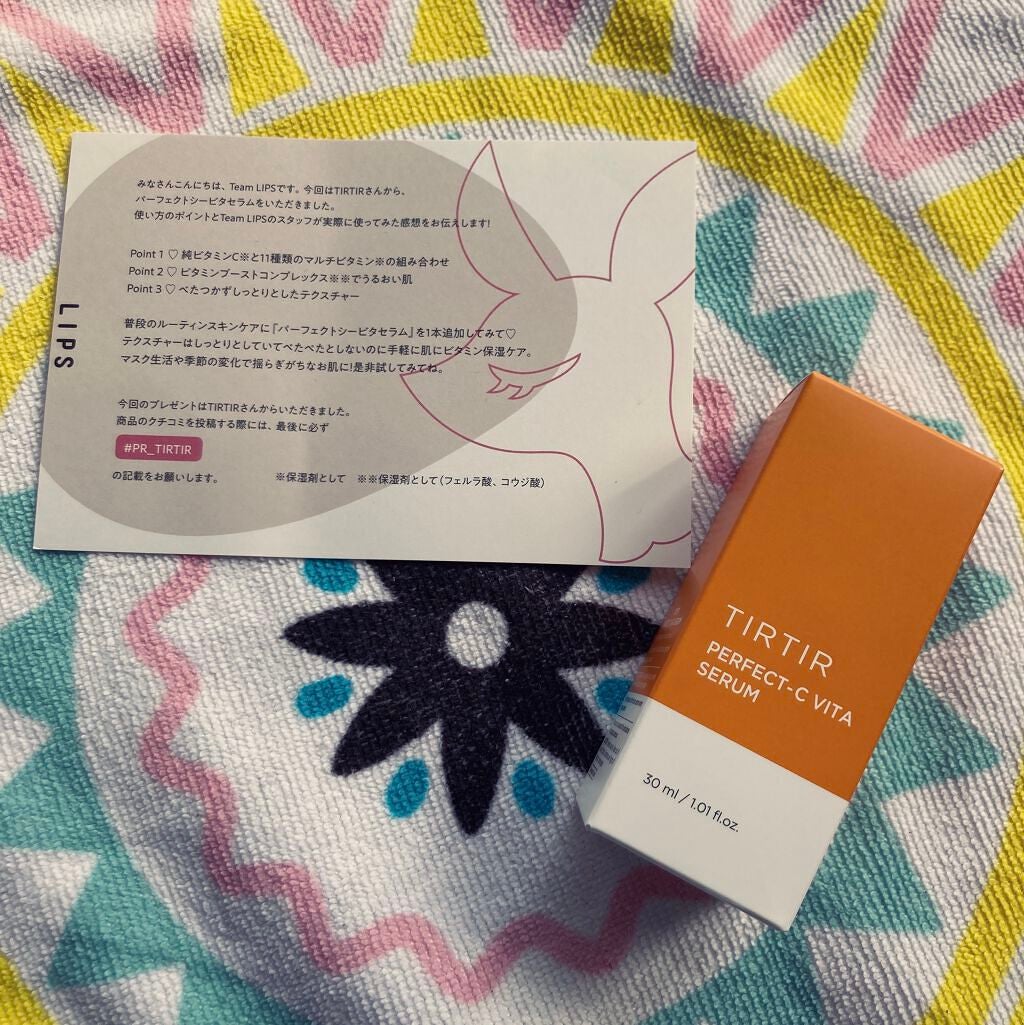 みなさんこんにちは、Team LIPSです。今回はTIRTIRさんから、
パーフェクトシービタセラムをいただきました。
使い方のポイントとTeam LIPSのスタッフが実際に使ってみた感想をお伝えします!
Point 1 ♡ 純ビタミンC※と11種類のマルチビタミン※の組み合わせ
Point 2 ♡ ビタミンブーストコンプレックス※※でうるおい肌
Point 3 ♡ べたつかずしっとりとしたテクスチャー
普段のルーティンスキンケアに『パーフェクトシービタセラム』を1本追加してみて♡
テクスチャーはしっとりとしていてべたべたとしないのに手軽に肌にビタミン保湿ケア。
マスク生活や季節の変化で揺らぎがちなお肌に!是非試してみてね。
今回のプレゼントはTIRTIRさんからいただきました。
商品のクチコミを投稿する際には、最後に必ず
#PR_TIRTIR
の記載をお願いします。 ※保湿剤として ※※保湿剤として(フェルラ酸、コウジ酸)
LIPS
TIRTIR
PERFECT-C VITA
SERUM
30 ml / 1.01 fl.oz.